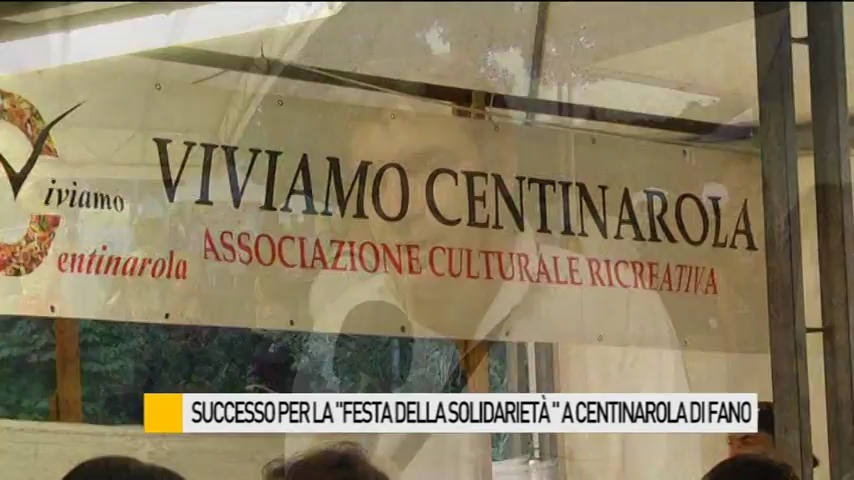 VIVIAMO CENTINAROLA
ASSOCIAZIONE CULTURALE RICREATIVA
Viviamo
Centinarola
SUCCESSO PER LA "FESTA DELLA SOLIDARIETÀ" A CENTINAROLA DI FANO